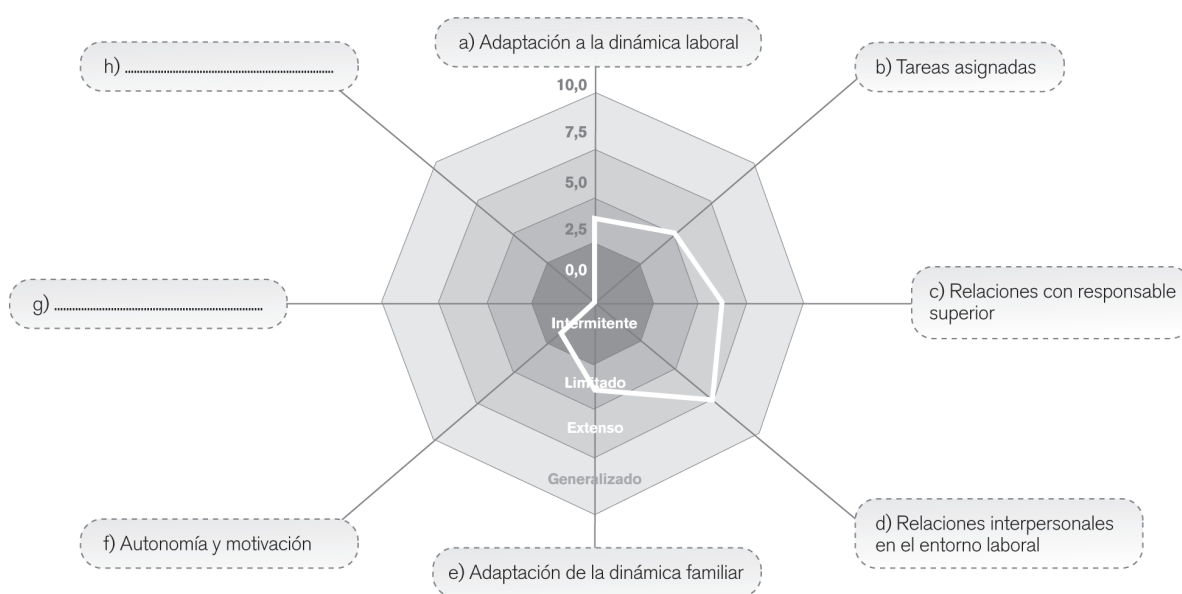 a) Adaptación a la dinámica laboral
h) ........................................................
b) Tareas asignadas
10,0
7,5
5,0
2,5
0,0
g) ........................................................
c) Relaciones con responsable
superior
Intermitente
Limitado
Extenso
Generalizado
f) Autonomía y motivación
d) Relaciones interpersonales
en el entorno laboral
e) Adaptación de la dinámica familiar